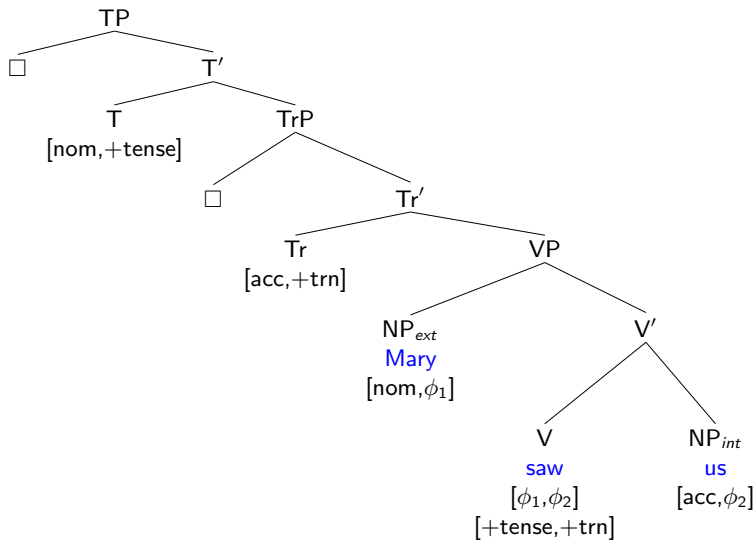 TP
□ T′
T TrP
[nom,+tense]
□ Tr′
Tr VP
[acc,+trn]
NPext V′
Mary
[nom,ϕ1]
V NPint
saw us
[ϕ1,ϕ2] [acc,ϕ2]
[+tense,+trn]